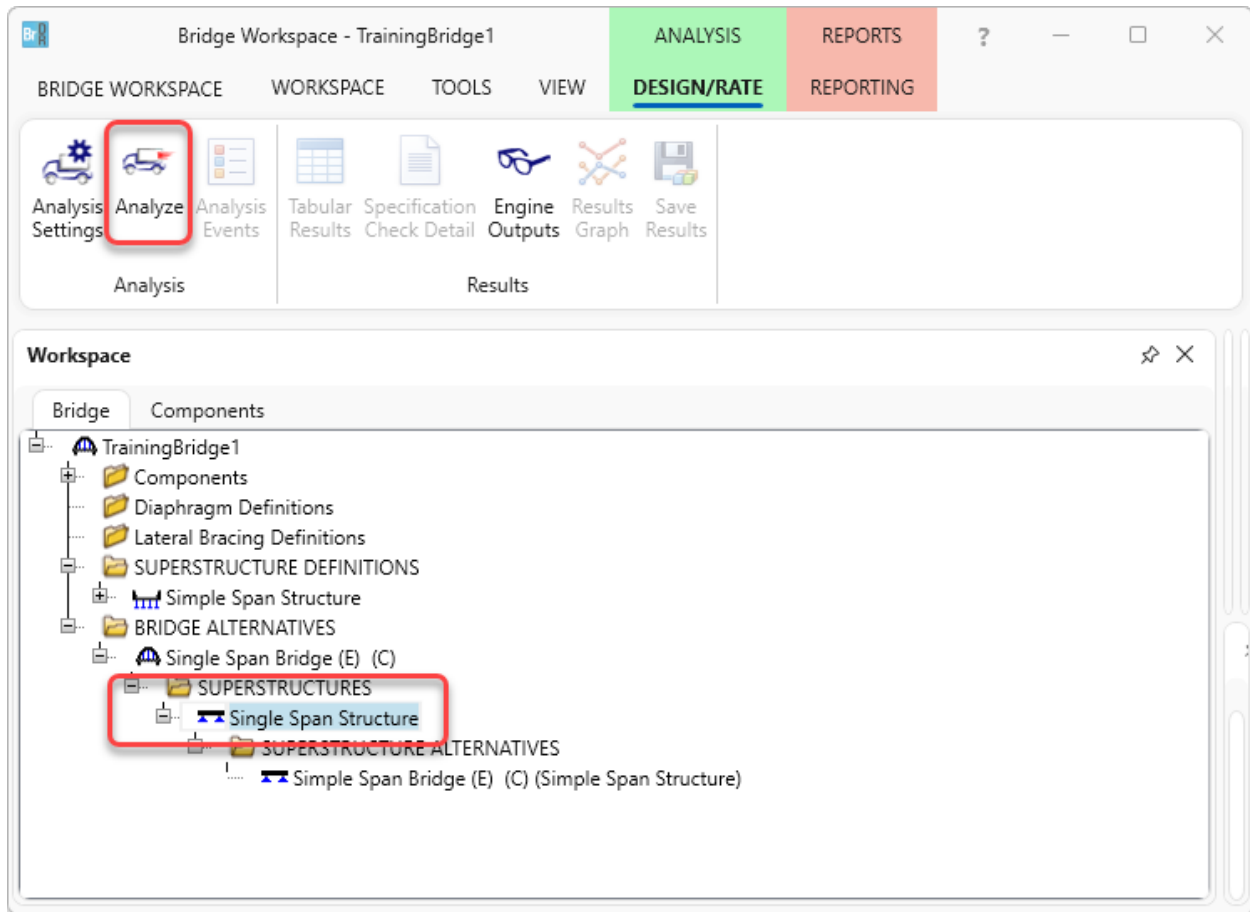 Br DR
Bridge Workspace - TrainingBridge1
ANALYSIS
REPORTS
?
BRIDGE WORKSPACE
WORKSPACE
TOOLS
VIEW
DESIGN/RATE
REPORTING
Analysis Settings
Analyze
Analysis Events
Tabular Results
Specification Check Detail
Engine Outputs
Results Graph
Save Results
Analysis
Results
Workspace
Bridge
Components
TrainingBridge1
Components
Diaphragm Definitions
Lateral Bracing Definitions
SUPERSTRUCTURE DEFINITIONS
Simple Span Structure
BRIDGE ALTERNATIVES
Single Span Bridge (E) (C)
SUPERSTRUCTURES
Single Span Structure
SUPERSTRUCTURE ALTERNATIVES
Simple Span Bridge (E) (C) (Simple Span Structure)